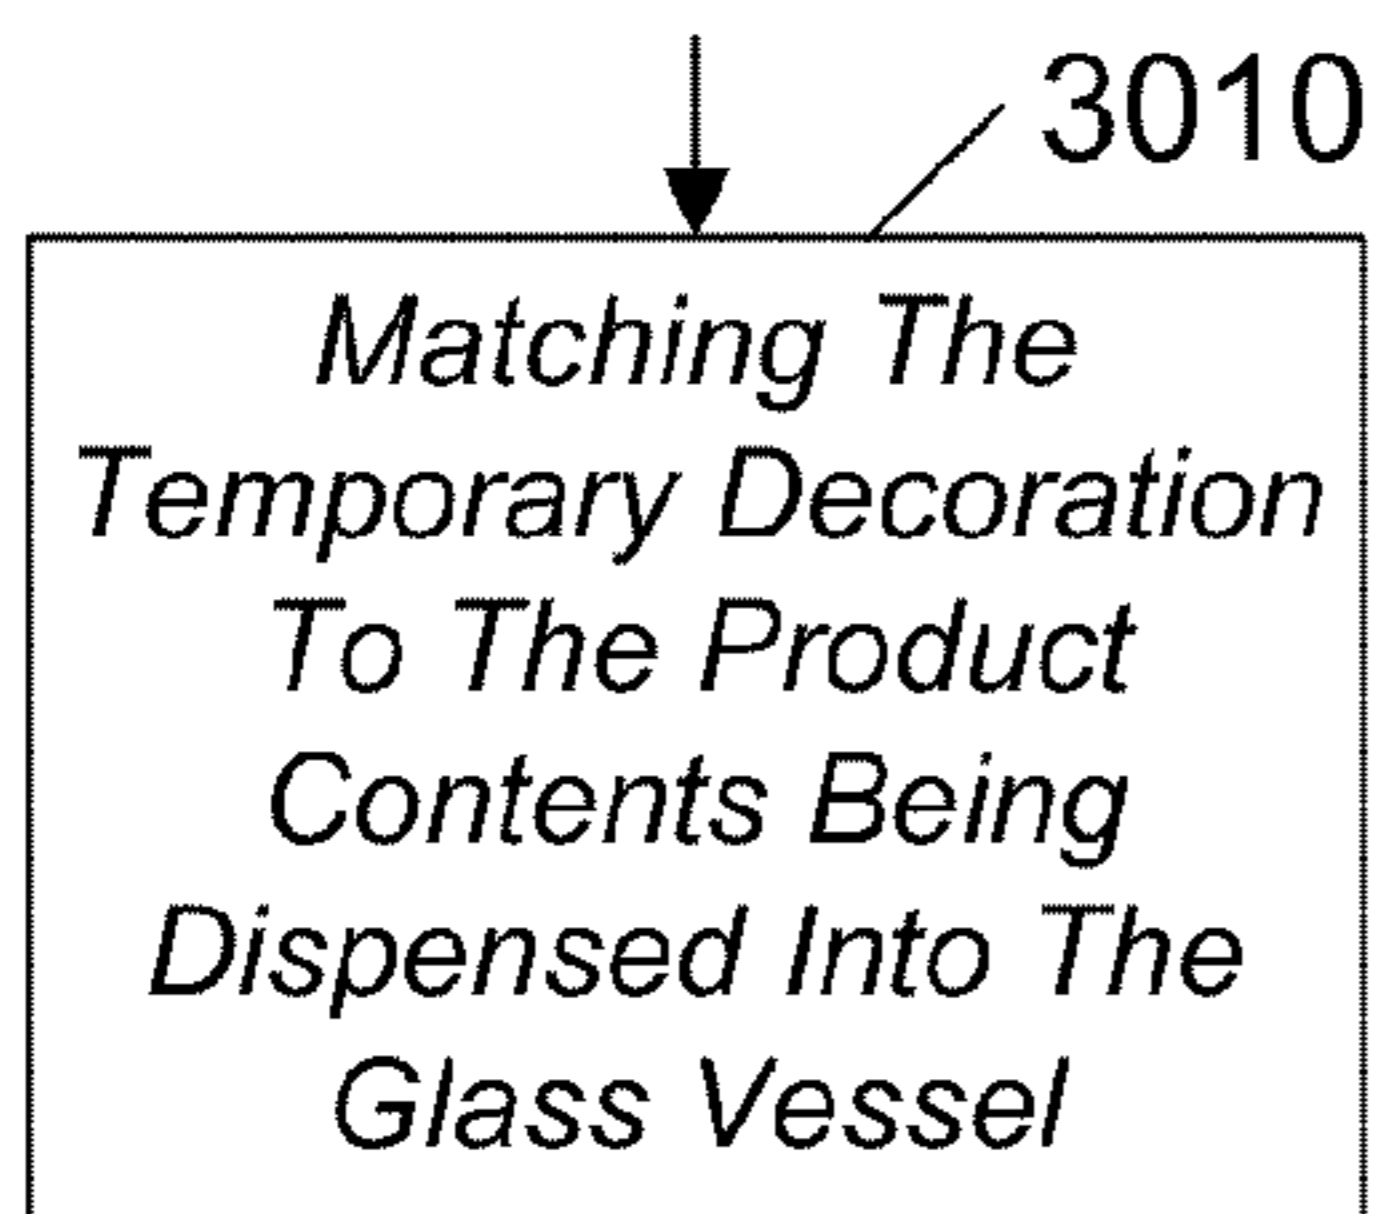 3010
Matching The
Temporary Decoration
To The Product
Contents Being
Dispensed Into The
Glass Vessel